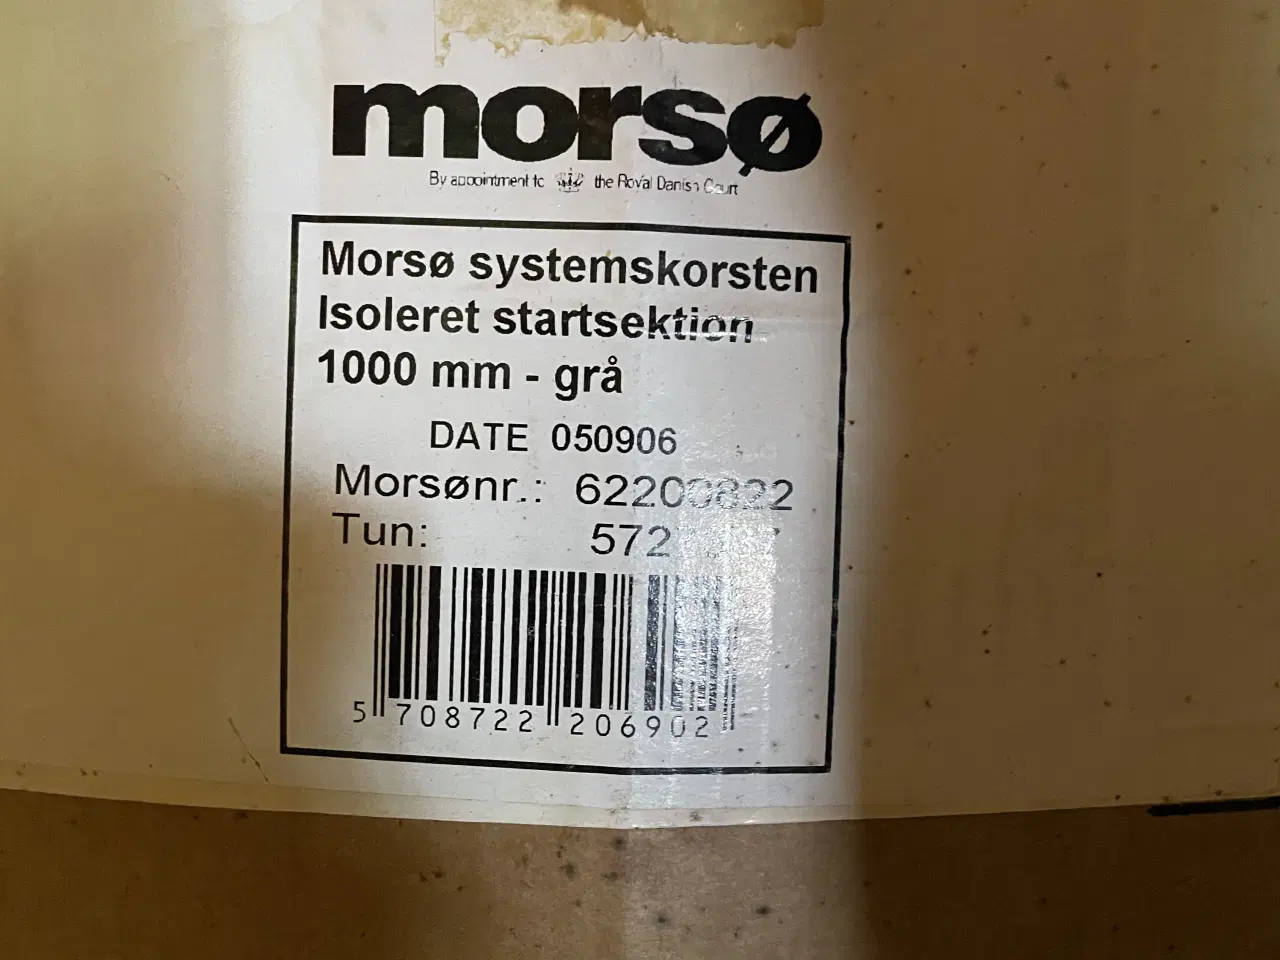 morsø
By appointment to the Royal Danish Court
Morsø systemskorsten
Isoleret startsektion
1000 mm - grå
DATE 050906
Morsønr.: 62200822
Tun:
5 708722 206902